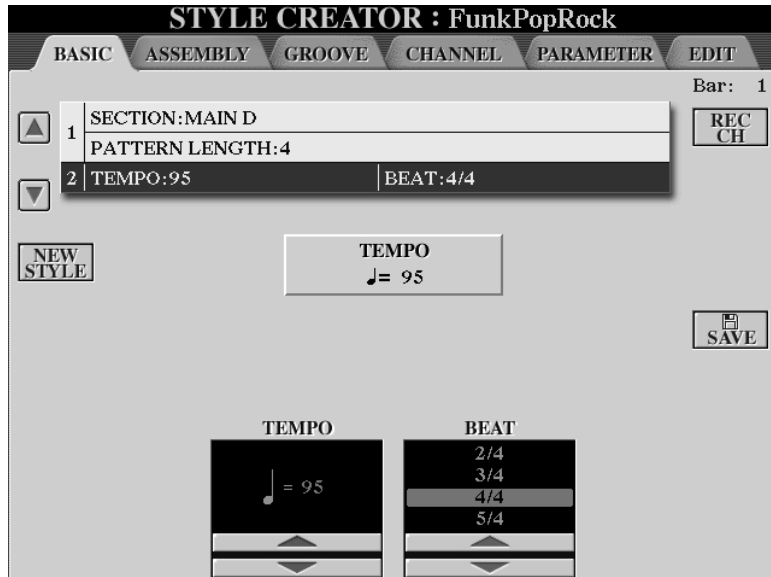 STYLE CREATOR : FunkPopRock
BASIC ASSEMBLY GROOVE CHANNEL PARAMETER EDIT
Bar: 1
1 SECTION:MAIN D
PATTERN LENGTH:4
REC
CH
2 TEMPO:95 BEAT:4/4
NEW
STYLE
TEMPO
♩= 95
SAVE
TEMPO BEAT
2/4
3/4
♩ = 95
4/4
5/4